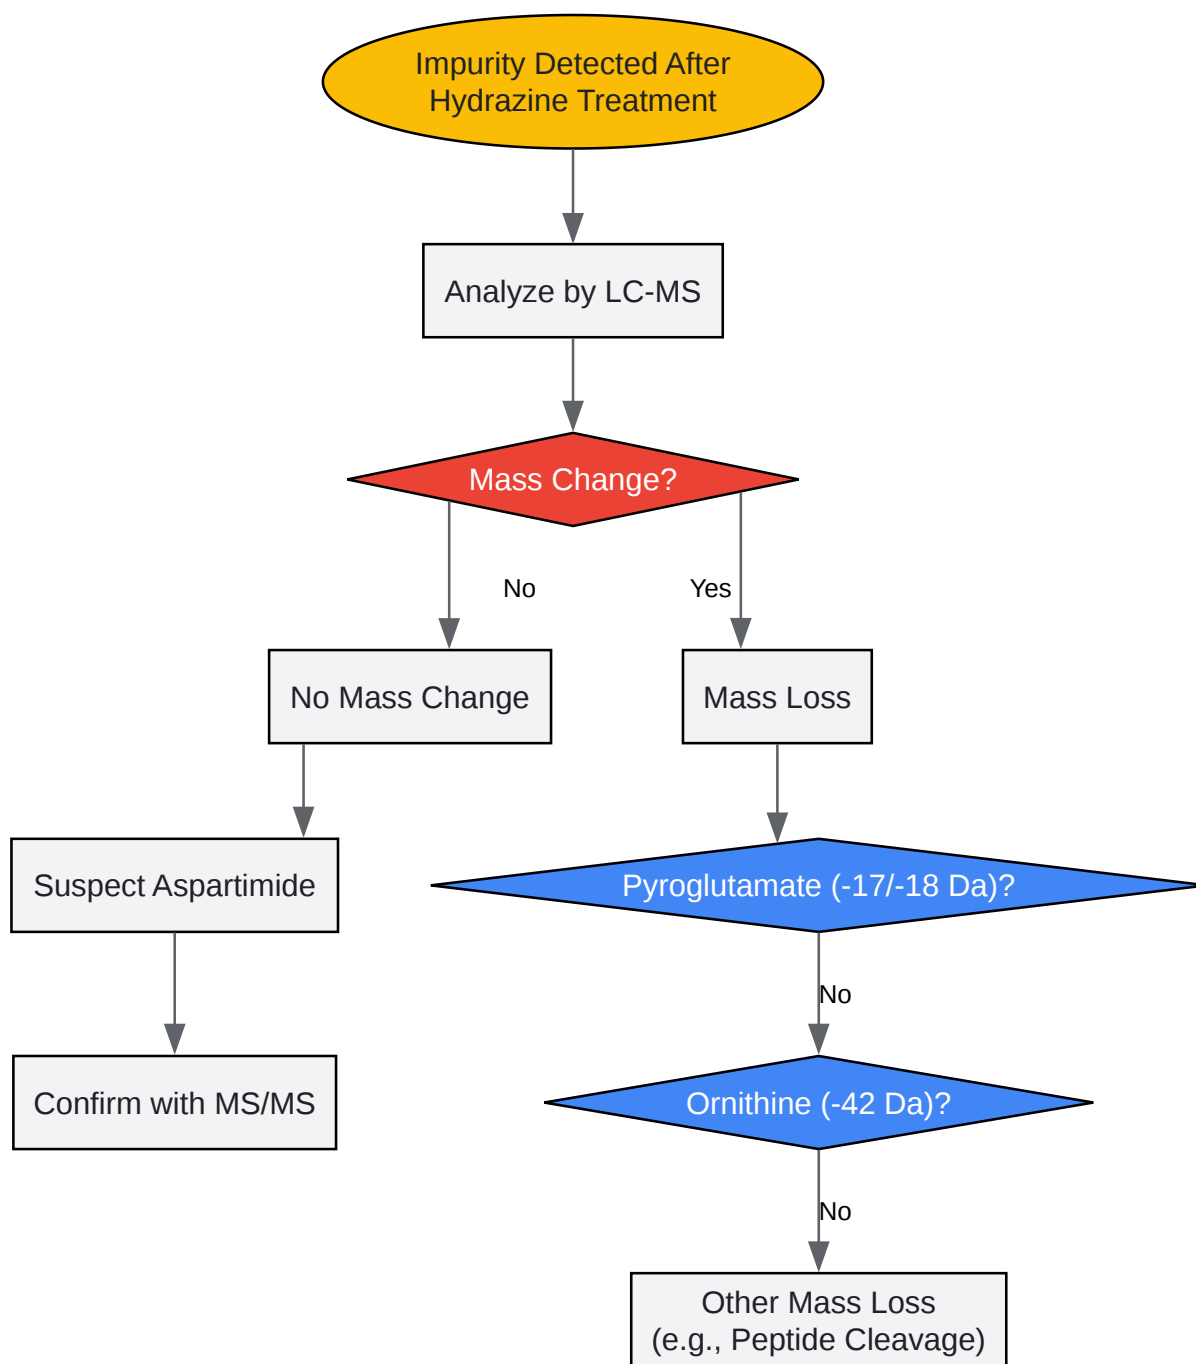 Impurity Detected After
Hydrazine Treatment
Analyze by LC-MS
Mass Change?
No
Yes
No Mass Change
Mass Loss
Suspect Aspartimide
Pyroglutamate (-17/-18 Da)?
No
Confirm with MS/MS
Ornithine (-42 Da)?
No
Other Mass Loss
(e.g., Peptide Cleavage)